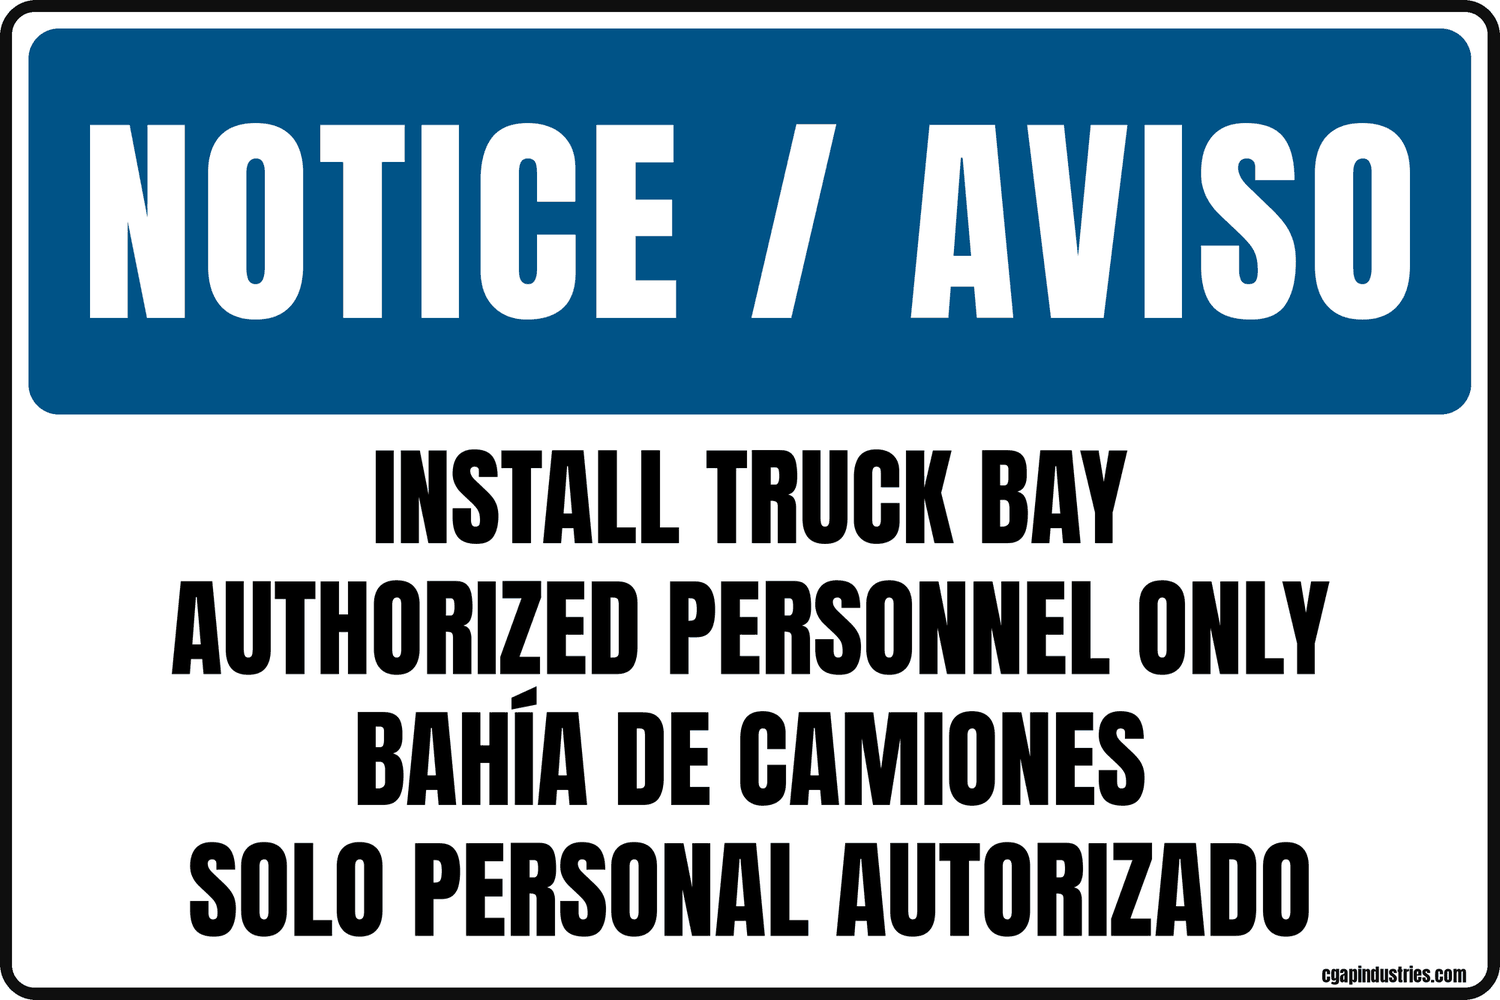 NOTICE / AVISO
INSTALL TRUCK BAY
AUTHORIZED PERSONNEL ONLY
BAHÍA DE CAMIONES
SOLO PERSONAL AUTORIZADO
cgapindustries.com